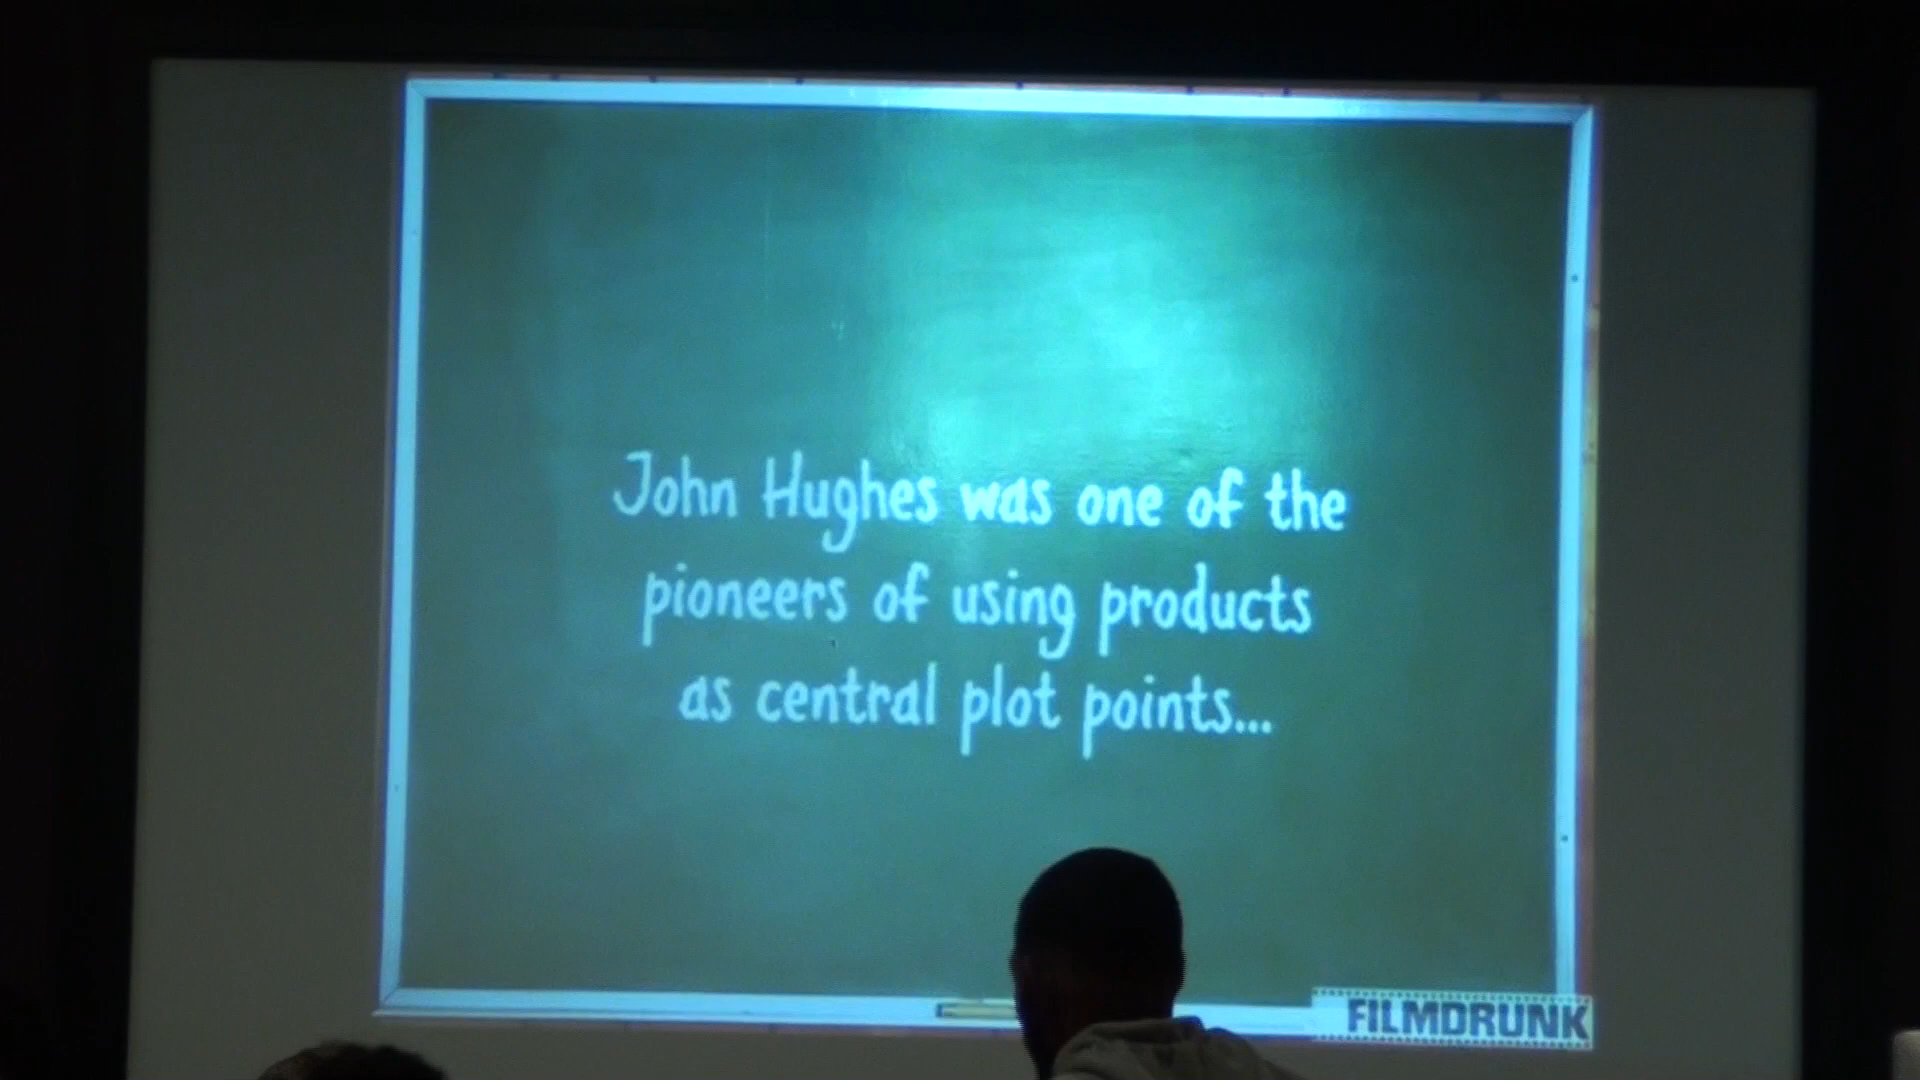 John Hughes was one of the
pioneers of using products
as central plot points...
FILMDRUNK